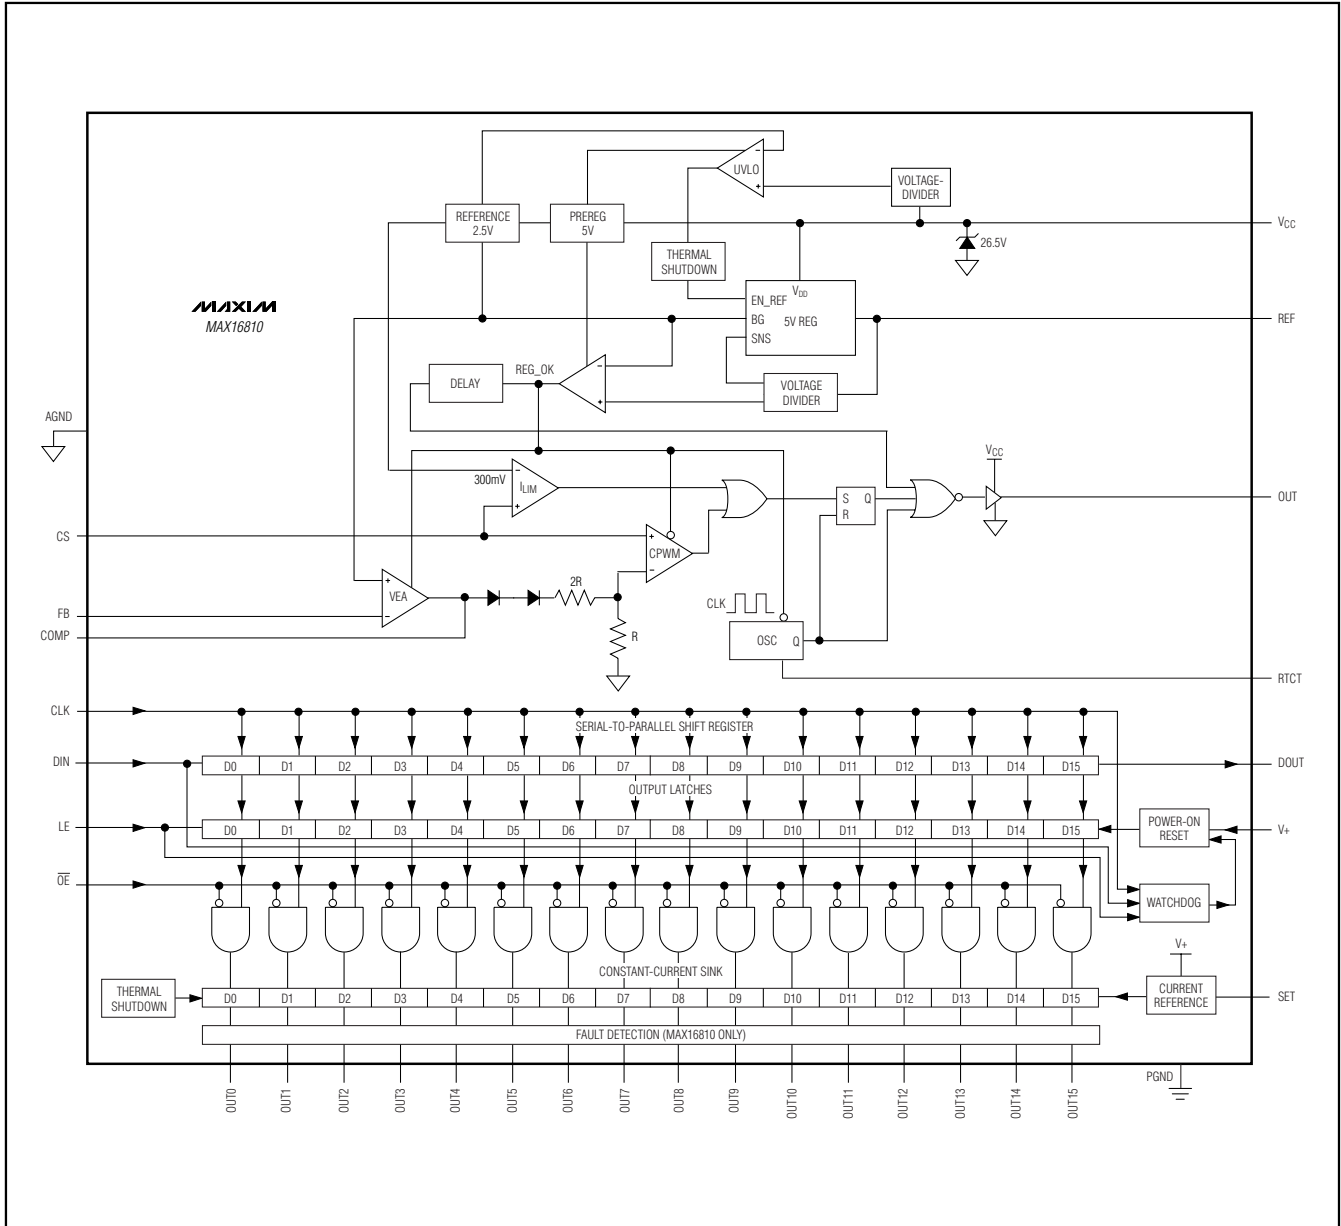 UVLO
−
+
VOLTAGE-
DIVIDER
REFERENCE
2.5V
PREREG
5V
VCC
26.5V
THERMAL
SHUTDOWN
MAXIM
MAX16810
VDD
EN_REF
BG 5V REG
SNS
REF
DELAY
REG_OK
−
+
VOLTAGE
DIVIDER
AGND
VCC
300mV
−
ILIM
+
S Q
R
OUT
CS
+
CPWM
−
+
VEA
−
2R
FB
COMP
R
CLK
OSC Q
RTCT
CLK
SERIAL-TO-PARALLEL SHIFT REGISTER
DIN
D0 D1 D2 D3 D4 D5 D6 D7 D8 D9 D10 D11 D12 D13 D14 D15
DOUT
OUTPUT LATCHES
LE
D0 D1 D2 D3 D4 D5 D6 D7 D8 D9 D10 D11 D12 D13 D14 D15
POWER-ON
RESET
V+
OE
WATCHDOG
V+
CONSTANT-CURRENT SINK
THERMAL
SHUTDOWN
D0 D1 D2 D3 D4 D5 D6 D7 D8 D9 D10 D11 D12 D13 D14 D15
CURRENT
REFERENCE
SET
FAULT DETECTION (MAX16810 ONLY)
PGND
OUT0 OUT1 OUT2 OUT3 OUT4 OUT5 OUT6 OUT7 OUT8 OUT9 OUT10 OUT11 OUT12 OUT13 OUT14 OUT15